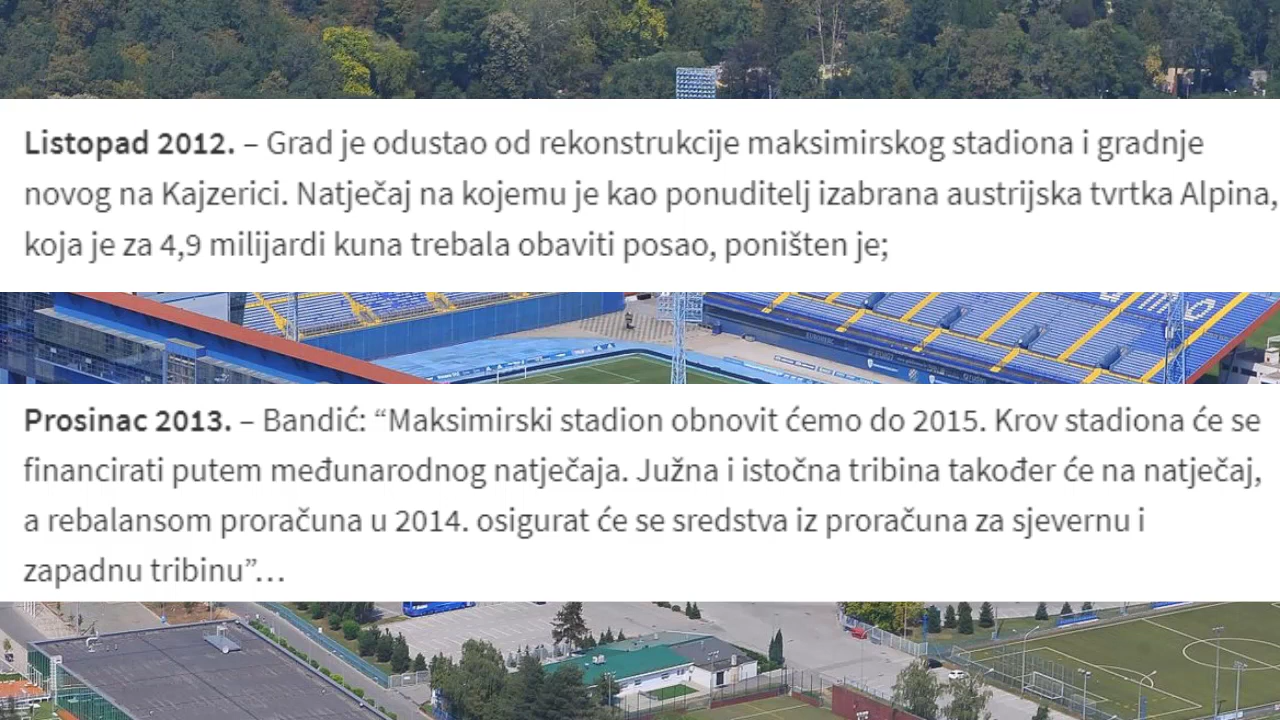 Listopad 2012. – Grad je odustao od rekonstrukcije maksimirskog stadiona i gradnje
novog na Kajzerici. Natječaj na kojemu je kao ponuditelj izabrana austrijska tvrtka Alpina,
koja je za 4,9 milijardi kuna trebala obaviti posao, poništen je;
Prosinac 2013. – Bandić: “Maksimirski stadion obnovit ćemo do 2015. Krov stadiona će se
financirati putem međunarodnog natječaja. Južna i istočna tribina također će na natječaj,
a rebalansom proračuna u 2014. osigurat će se sredstva iz proračuna za sjevernu i
zapadnu tribinu”…